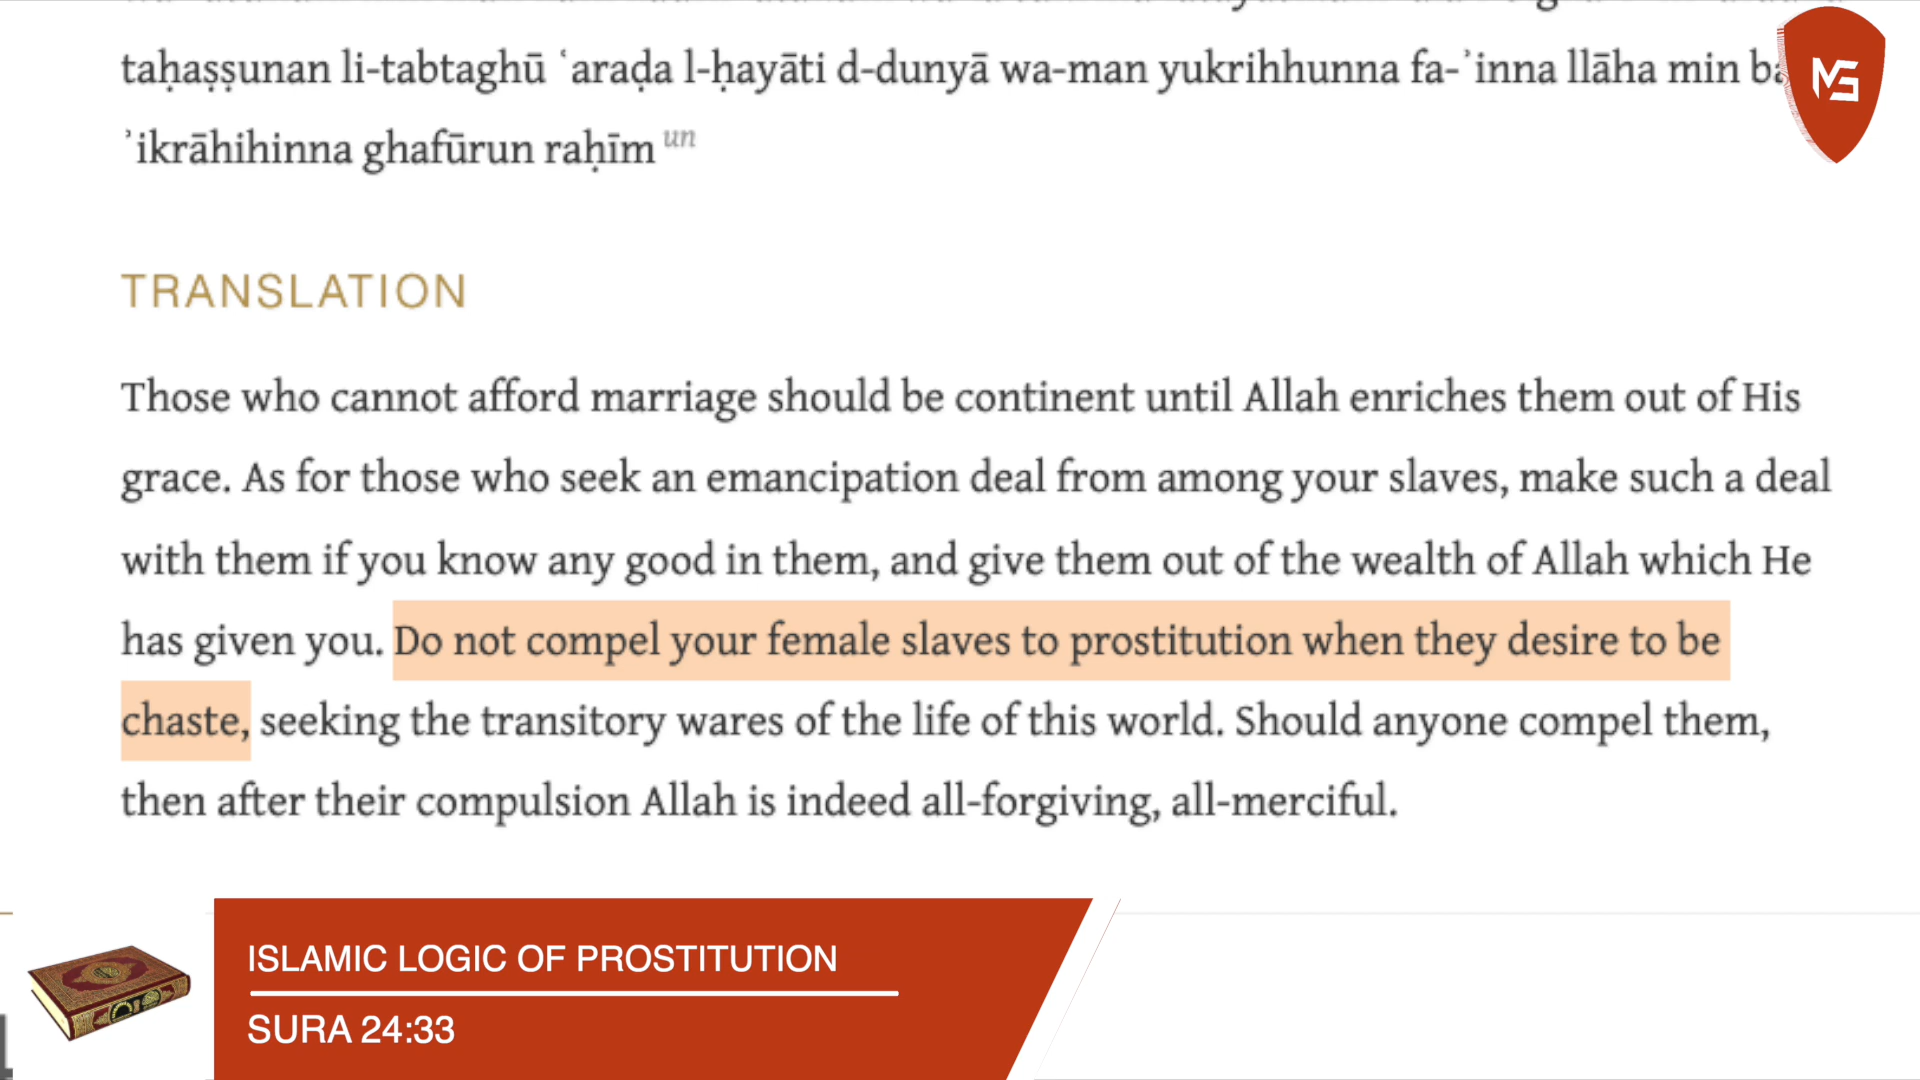 taḥaṣṣunan li-tabtaghū ʿaraḍa l-ḥayāti d-dunyā wa-man yukrihhunna fa-ʾinna llāha min
ʾikrāhihinna ghafūrun raḥīm un
MS
TRANSLATION
Those who cannot afford marriage should be continent until Allah enriches them out of His
grace. As for those who seek an emancipation deal from among your slaves, make such a deal
with them if you know any good in them, and give them out of the wealth of Allah which He
has given you. Do not compel your female slaves to prostitution when they desire to be
chaste, seeking the transitory wares of the life of this world. Should anyone compel them,
then after their compulsion Allah is indeed all-forgiving, all-merciful.
ISLAMIC LOGIC OF PROSTITUTION
SURA 24:33